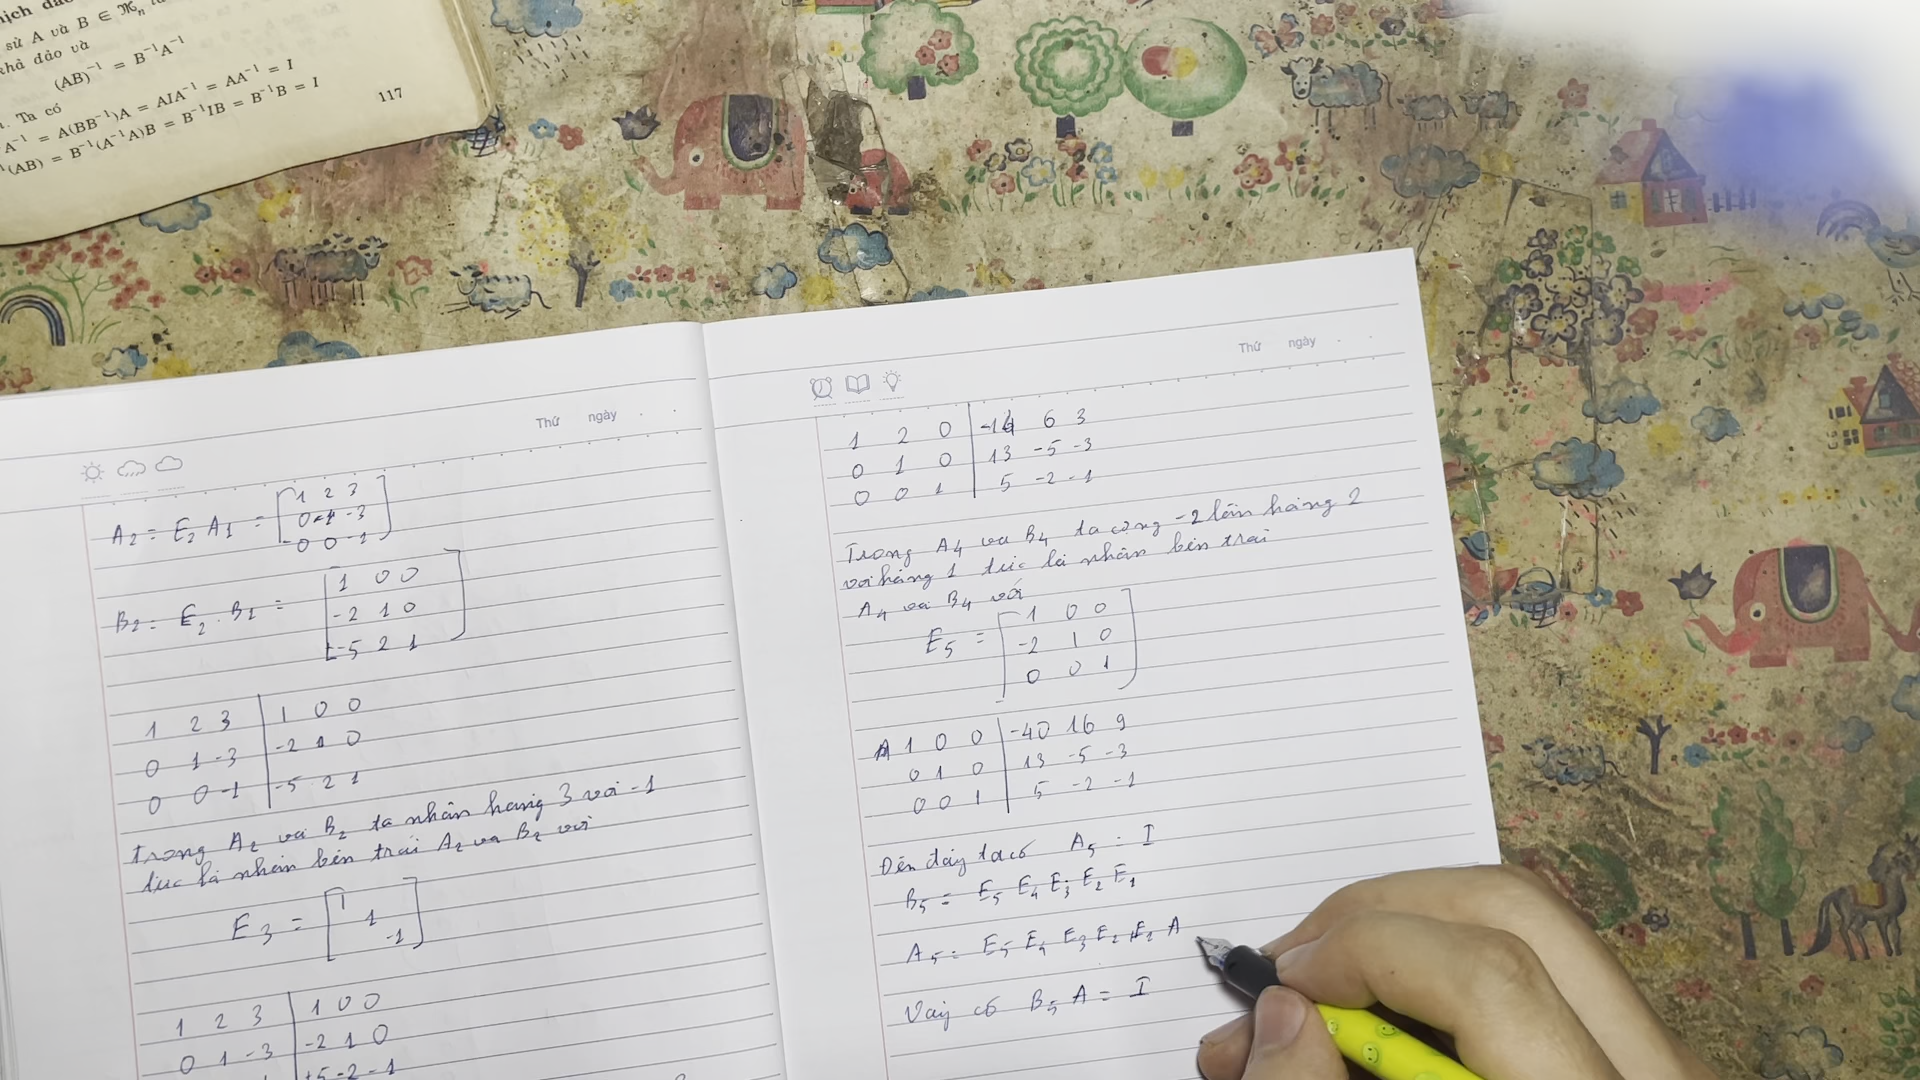 hịch đảo
sử A và B ∈ ℳn
khả đảo và
(AB)⁻¹ = B⁻¹A⁻¹
. Ta có
A⁻¹ = A(BB⁻¹)A = AIA⁻¹ = AA⁻¹ = I
(AB) = B⁻¹(A⁻¹A)B = B⁻¹IB = B⁻¹B = I
117
Thứ ngày
A2 = E2 A1 =
1 2 3
0 1 -3
0 0 -1
B2 = E2 . B1 =
1 0 0
-2 1 0
-5 2 1
1 2 3 | 1 0 0
0 1 -3 | -2 1 0
0 0 -1 | -5 2 1
Trong A2 và B2 ta nhân hàng 3 với -1
tức là nhân bên trái A2 và B2 với
E3 =
1
1
-1
1 2 3 | 1 0 0
0 1 -3 | -2 1 0
+5 -2 -1
Thứ ngày
1 2 0 | -14 6 3
0 1 0 | 13 -5 -3
0 0 1 | 5 -2 -1
Trong A4 và B4 ta cộng -2 lần hàng 2
với hàng 1 tức là nhân bên trái
A4 và B4 với
E5 =
1 0 0
-2 1 0
0 0 1
1 0 0 | -40 16 9
0 1 0 | 13 -5 -3
0 0 1 | 5 -2 -1
Đến đây ta có A5 = I
B5 = E5 E4 E3 E2 E1
A5 = E5 E4 E3 E2 E1 A
Vậy có B5 A = I